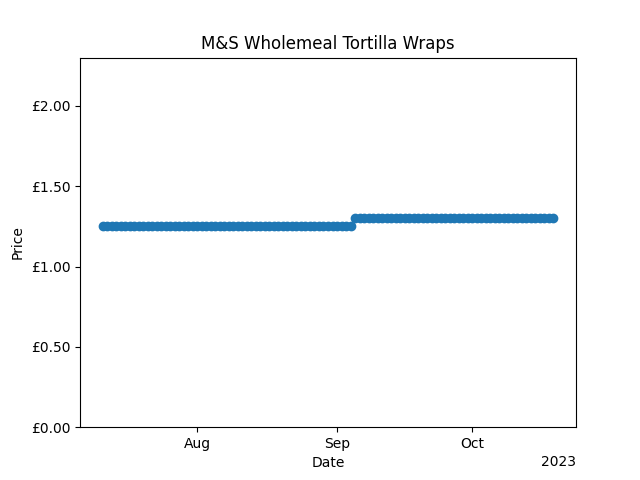 M&S Wholemeal Tortilla Wraps
£2.00
£1.50
£1.00
£0.50
£0.00
Price
Aug Sep Oct
Date
2023